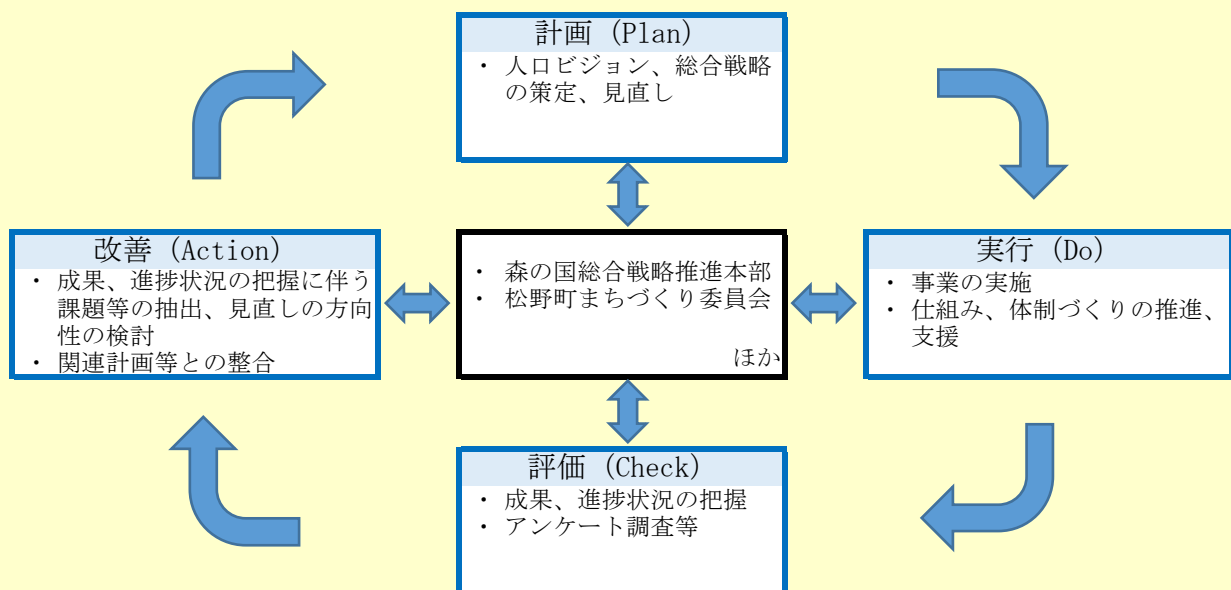 計画 (Plan)
・ 人口ビジョン、総合戦略
の策定、見直し
改善 (Action)
・ 成果、進捗状況の把握に伴う
課題等の抽出、見直しの方向
性の検討
・ 関連計画等との整合
・ 森の国総合戦略推進本部
・ 松野町まちづくり委員会
ほか
実行 (Do)
・ 事業の実施
・ 仕組み、体制づくりの推進、
支援
評価 (Check)
・ 成果、進捗状況の把握
・ アンケート調査等